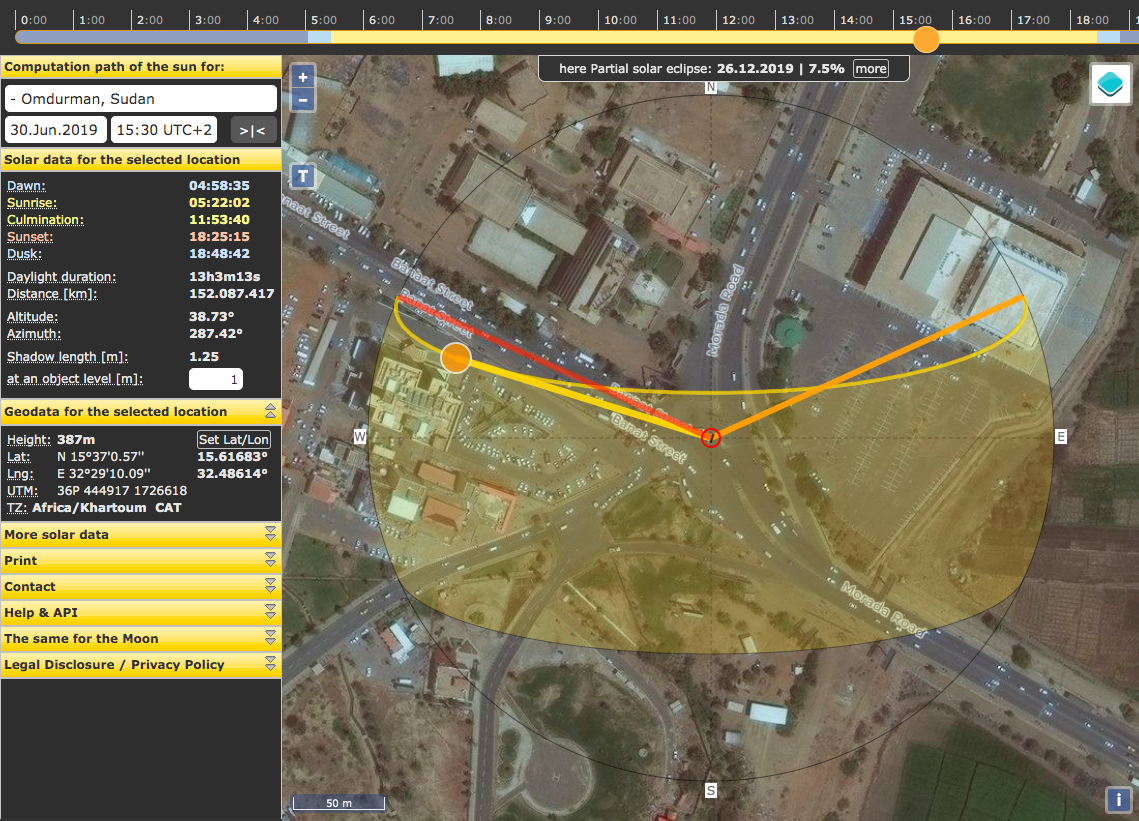 0:00 1:00 2:00 3:00 4:00 5:00 6:00 7:00 8:00 9:00 10:00 11:00 12:00 13:00 14:00 15:00 16:00 17:00 18:00
Computation path of the sun for:
- Omdurman, Sudan
30.Jun.2019 15:30 UTC+2 >|<
Solar data for the selected location
Dawn: 04:58:35
Sunrise: 05:22:02
Culmination: 11:53:40
Sunset: 18:25:15
Dusk: 18:48:42
Daylight duration: 13h3m13s
Distance [km]: 152.087.417
Altitude: 38.73°
Azimuth: 287.42°
Shadow length [m]: 1.25
at an object level [m]: 1
Geodata for the selected location
Height: 387m Set Lat/Lon
Lat: N 15°37'0.57'' 15.61683°
Lng: E 32°29'10.09'' 32.48614°
UTM: 36P 444917 1726618
TZ: Africa/Khartoum CAT
More solar data
Print
Contact
Help & API
The same for the Moon
Legal Disclosure / Privacy Policy
+
−
T
here Partial solar eclipse: 26.12.2019 | 7.5% more
N
Banaat Street
Banaat Street
Banat Street
Morada Road
W
E
Banaat Street
Banat Street
Morada Road
S
50 m
i